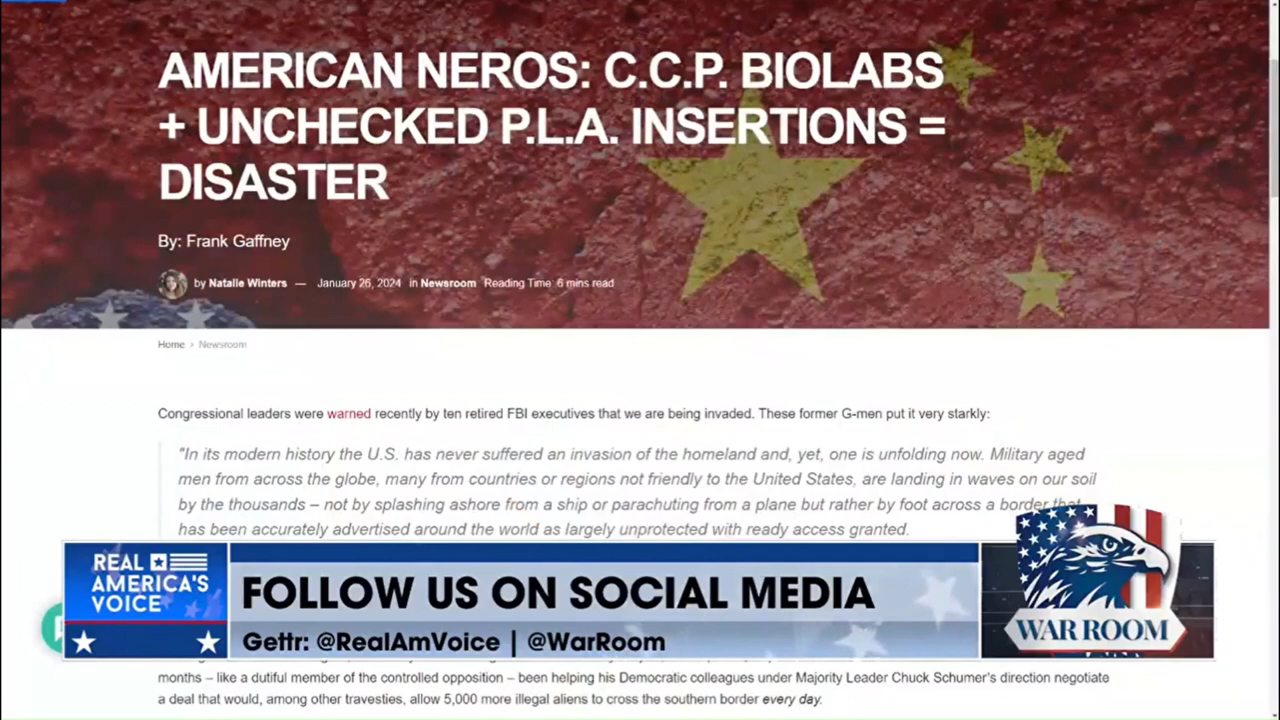 AMERICAN NEROS: C.C.P. BIOLABS
+ UNCHECKED P.L.A. INSERTIONS =
DISASTER
By: Frank Gaffney
by Natalie Winters — January 26, 2024 in Newsroom Reading Time: 6 mins read
Home > Newsroom
Congressional leaders were warned recently by ten retired FBI executives that we are being invaded. These former G-men put it very starkly:
"In its modern history the U.S. has never suffered an invasion of the homeland and, yet, one is unfolding now. Military aged
men from across the globe, many from countries or regions not friendly to the United States, are landing in waves on our soil
by the thousands – not by splashing ashore from a ship or parachuting from a plane but rather by foot across a border that
has been accurately advertised around the world as largely unprotected with ready access granted.
REAL
AMERICA'S
VOICE
FOLLOW US ON SOCIAL MEDIA
Gettr: @RealAmVoice | @WarRoom
WAR ROOM
months – like a dutiful member of the controlled opposition – been helping his Democratic colleagues under Majority Leader Chuck Schumer's direction negotiate
a deal that would, among other travesties, allow 5,000 more illegal aliens to cross the southern border every day.